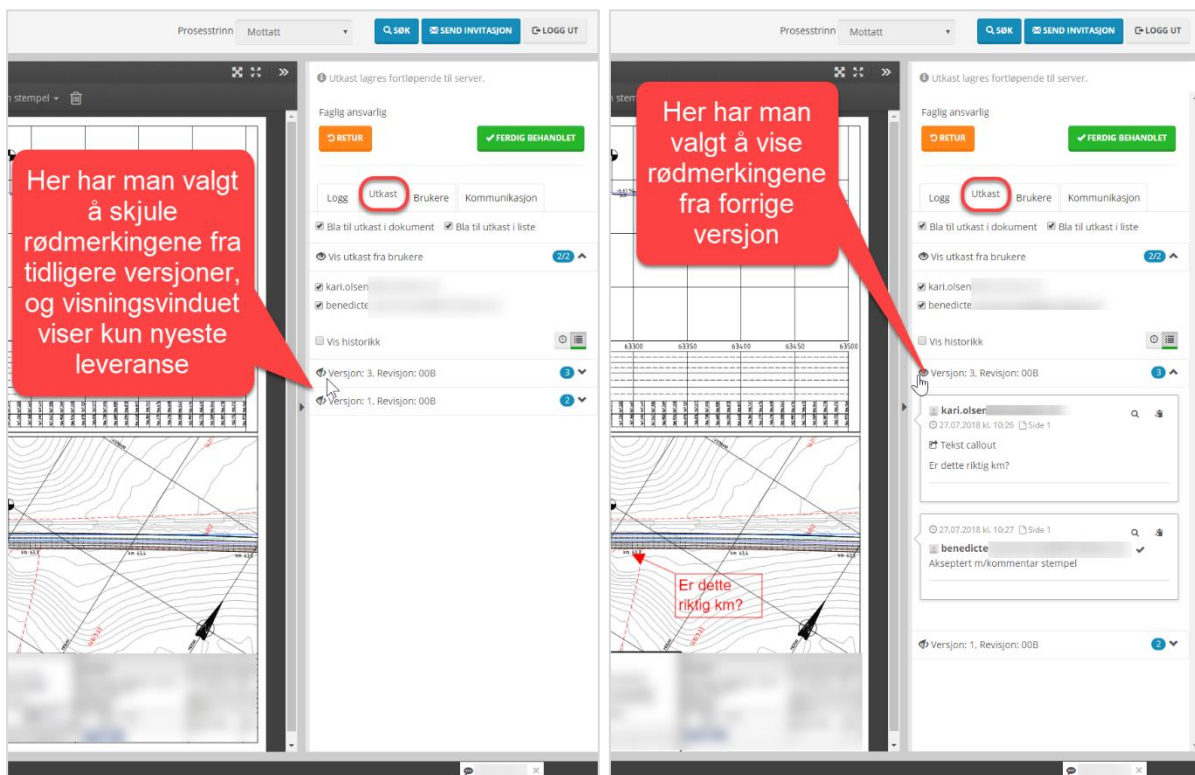 Prosesstrinn Mottatt SØK SEND INVITASJON LOGG UT
Utkast lagres fortløpende til server.
n stempel
Faglig ansvarlig
RETUR FERDIG BEHANDLET
Her har man valgt
å skjule
rødmerkingene fra
tidligere versjoner,
og visningsvinduet
viser kun nyeste
leveranse
Logg Utkast Brukere Kommunikasjon
Bla til utkast i dokument Bla til utkast i liste
Vis utkast fra brukere 2/2
kari.olsen
benedicte
Vis historikk
Versjon: 3, Revisjon: 00B 3
Versjon: 1, Revisjon: 00B 2
Prosesstrinn Mottatt SØK SEND INVITASJON LOGG UT
Utkast lagres fortløpende til server.
n stem
Faglig ansvarlig
RETUR FERDIG BEHANDLET
Her har man
valgt å vise
rødmerkingene
fra forrige
versjon
Logg Utkast Brukere Kommunikasjon
Bla til utkast i dokument Bla til utkast i liste
Vis utkast fra brukere 2/2
kari.olsen
benedicte
Vis historikk
63300 63350 63400 63450 63500
Versjon: 3, Revisjon: 00B 3
kari.olsen
27.07.2018 kl. 10:26 Side 1
Tekst callout
Er dette riktig km?
27.07.2018 kl. 10:27 Side 1
benedicte
Akseptert m/kommentar stempel
Er dette
riktig km?
Versjon: 1, Revisjon: 00B 2